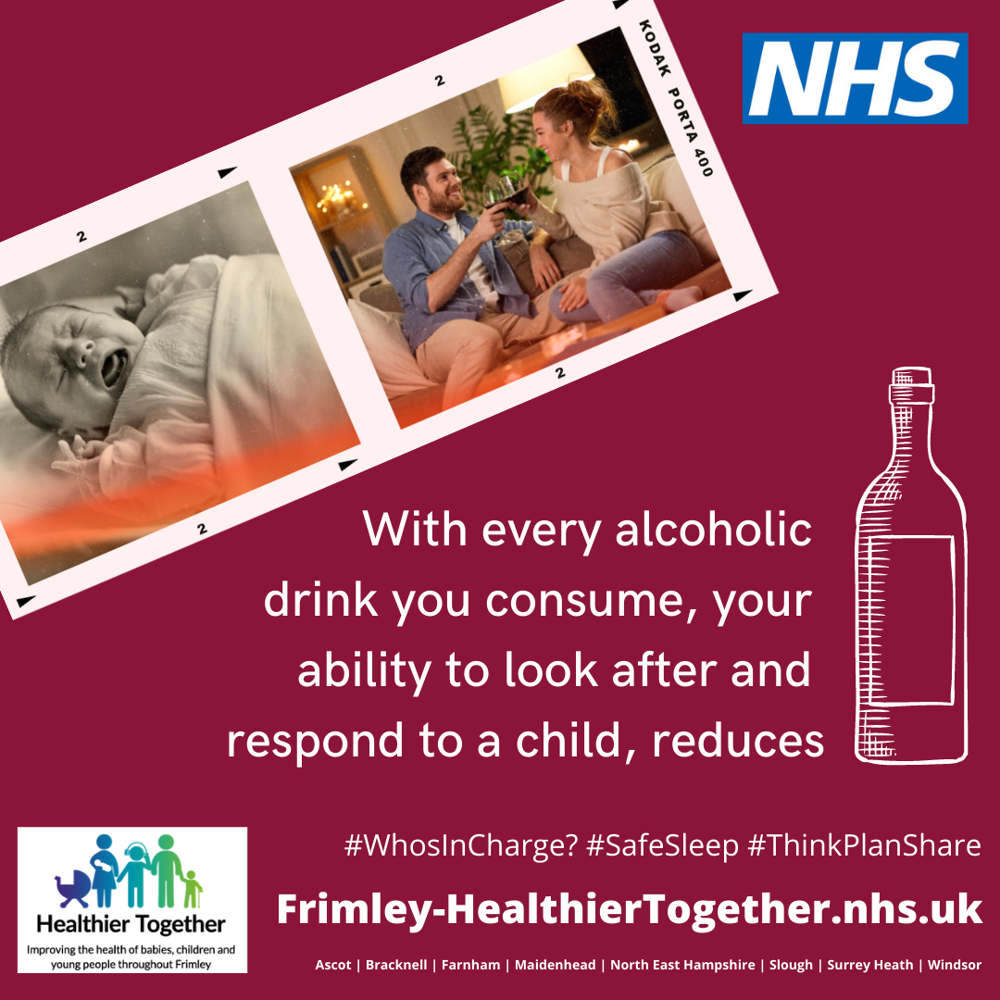 KODAK PORTA 400
NHS
2
2
2
2
With every alcoholic
drink you consume, your
ability to look after and
respond to a child, reduces
#WhosInCharge? #SafeSleep #ThinkPlanShare
Frimley-HealthierTogether.nhs.uk
Ascot | Bracknell | Farnham | Maidenhead | North East Hampshire | Slough | Surrey Heath | Windsor
Healthier Together
Improving the health of babies, children and
young people throughout Frimley